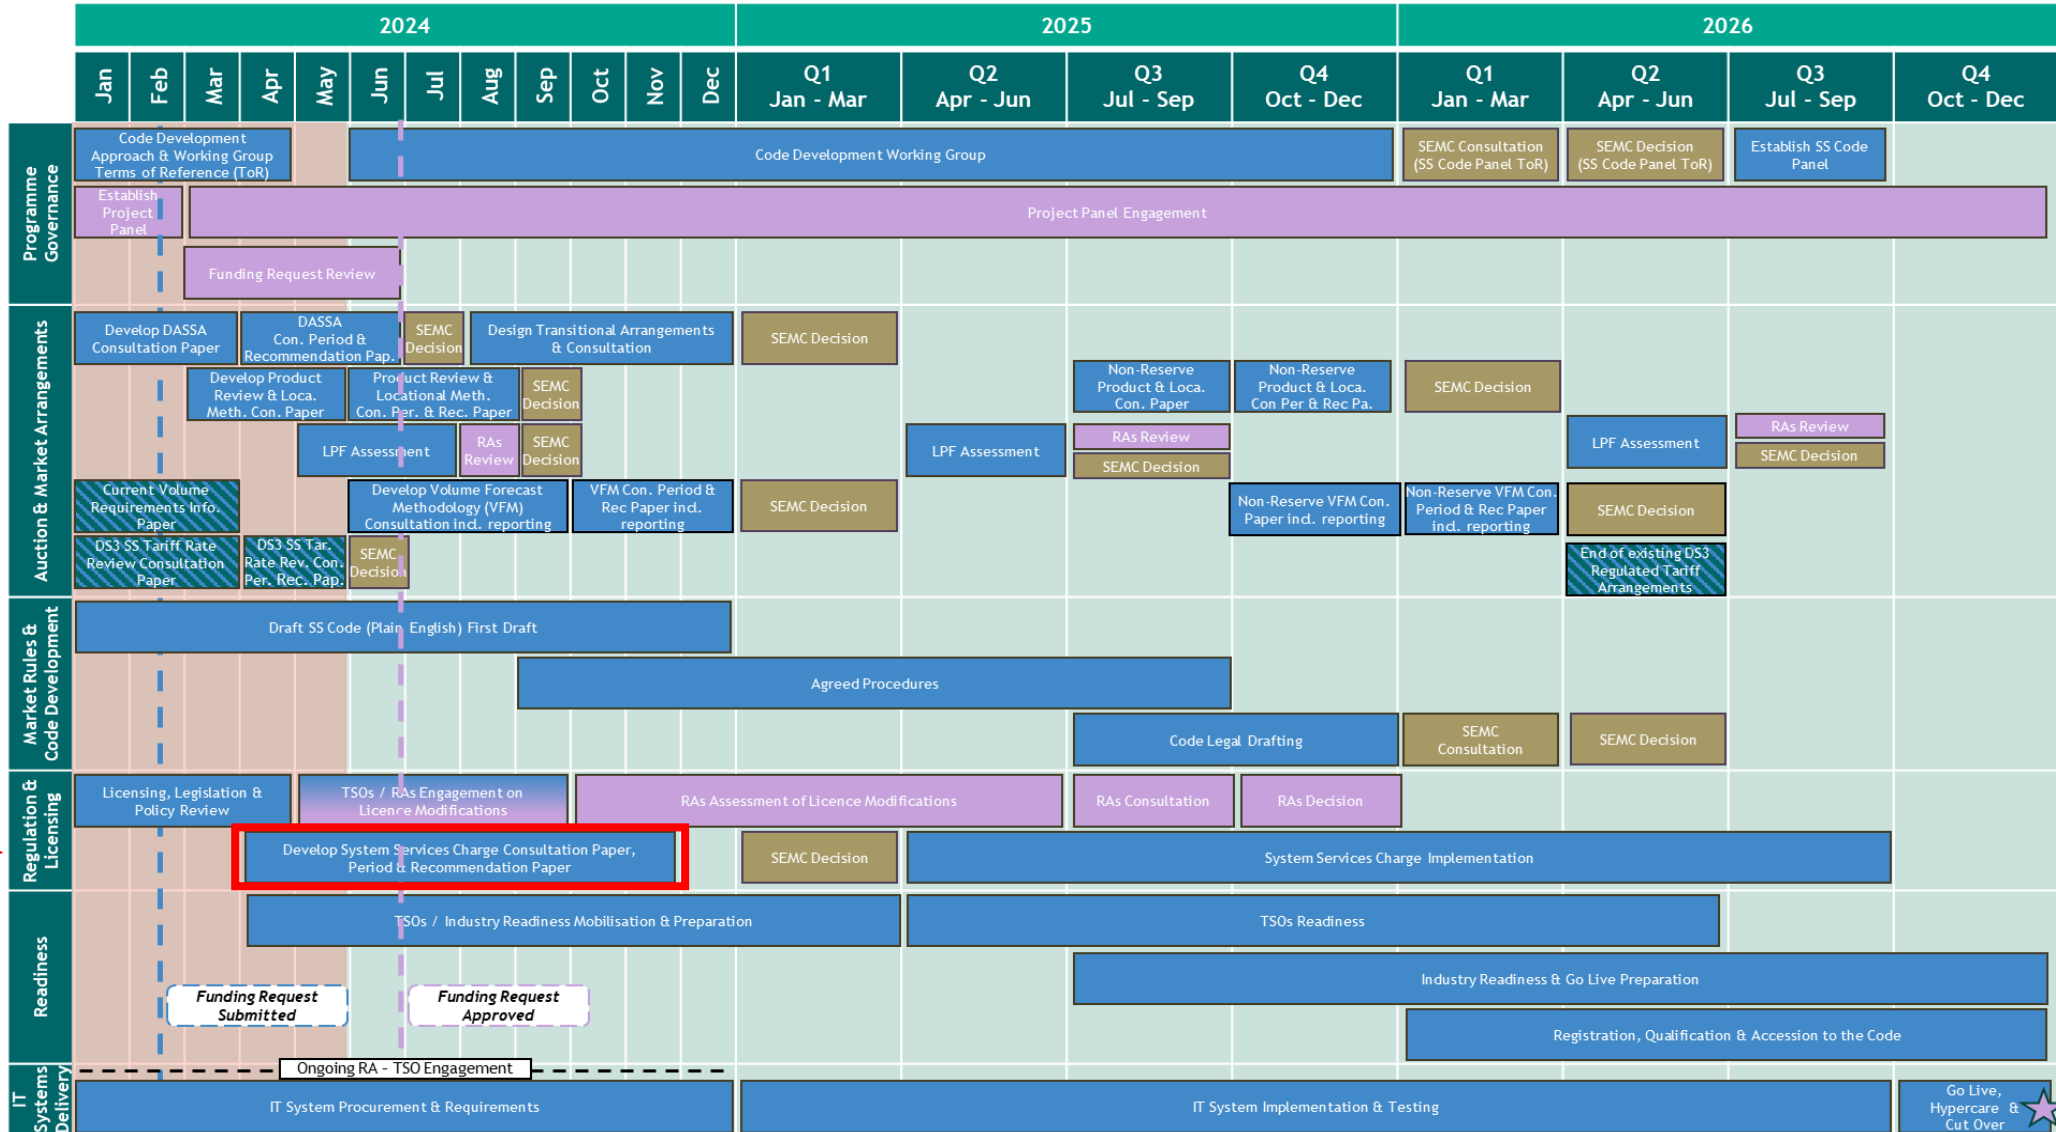 2024
2025
2026
Jan
Feb
Mar
Apr
May
Jun
Jul
Aug
Sep
Oct
Nov
Dec
Q1
Jan - Mar
Q2
Apr - Jun
Q3
Jul - Sep
Q4
Oct - Dec
Q1
Jan - Mar
Q2
Apr - Jun
Q3
Jul - Sep
Q4
Oct - Dec
Programme
Governance
Code Development
Approach & Working Group
Terms of Reference (ToR)
Code Development Working Group
SEMC Consultation
(SS Code Panel ToR)
SEMC Decision
(SS Code Panel ToR)
Establish SS Code
Panel
Establish
Project
Panel
Project Panel Engagement
Funding Request Review
Auction & Market Arrangements
Develop DASSA
Consultation Paper
DASSA
Con. Period &
Recommendation Pap.
SEMC
Decision
Design Transitional Arrangements
& Consultation
SEMC Decision
Develop Product
Review & Loca.
Meth. Con. Paper
Product Review &
Locational Meth.
Con. Per. & Rec. Paper
SEMC
Decision
Non-Reserve
Product & Loca.
Con. Paper
Non-Reserve
Product & Loca.
Con Per & Rec Pa.
SEMC Decision
LPF Assessment
RAs
Review
SEMC
Decision
LPF Assessment
RAs Review
SEMC Decision
LPF Assessment
RAs Review
SEMC Decision
Current Volume
Requirements Info.
Paper
Develop Volume Forecast
Methodology (VFM)
Consultation incl. reporting
VFM Con. Period &
Rec Paper incl.
reporting
SEMC Decision
Non-Reserve VFM Con.
Paper incl. reporting
Non-Reserve VFM Con.
Period & Rec Paper
incl. reporting
SEMC Decision
DS3 SS Tariff Rate
Review Consultation
Paper
DS3 SS Tar.
Rate Rev. Con.
Per. Rec. Pap.
SEMC
Decision
End of existing DS3
Regulated Tariff
Arrangements
Market Rules &
Code Development
Draft SS Code (Plain English) First Draft
Agreed Procedures
Code Legal Drafting
SEMC
Consultation
SEMC Decision
Regulation &
Licensing
Licensing, Legislation &
Policy Review
TSOs / RAs Engagement on
Licence Modifications
RAs Assessment of Licence Modifications
RAs Consultation
RAs Decision
Develop System Services Charge Consultation Paper,
Period & Recommendation Paper
SEMC Decision
System Services Charge Implementation
Readiness
TSOs / Industry Readiness Mobilisation & Preparation
TSOs Readiness
Industry Readiness & Go Live Preparation
Funding Request
Submitted
Funding Request
Approved
Registration, Qualification & Accession to the Code
Ongoing RA - TSO Engagement
IT
Systems
Delivery
IT System Procurement & Requirements
IT System Implementation & Testing
Go Live,
Hypercare &
Cut Over